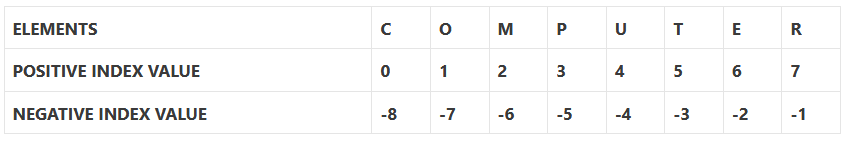 ELEMENTS C O M P U T E R
POSITIVE INDEX VALUE 0 1 2 3 4 5 6 7
NEGATIVE INDEX VALUE -8 -7 -6 -5 -4 -3 -2 -1